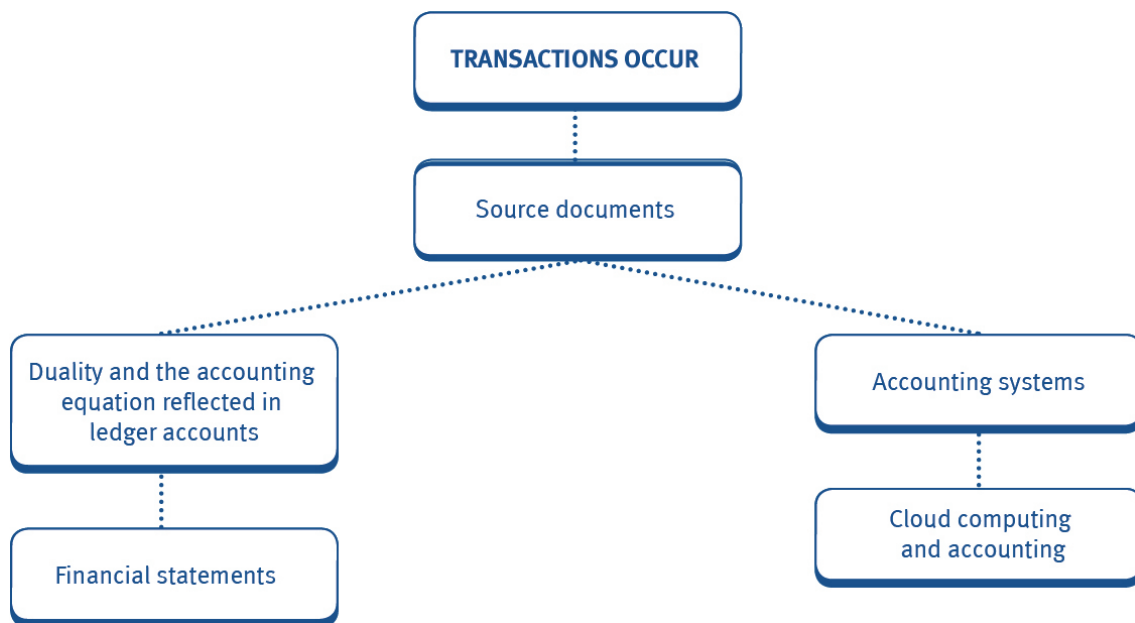 TRANSACTIONS OCCUR
Source documents
Duality and the accounting
equation reflected in
ledger accounts
Accounting systems
Financial statements
Cloud computing
and accounting